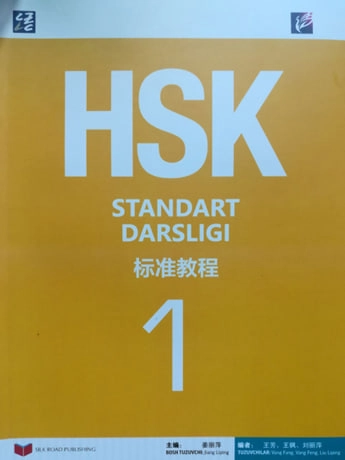 HSK
STANDART
DARSLIGI
标准教程
1
SILK ROAD PUBLISHING
主编： 姜丽萍
BOSH TUZUVCHI: Jiang Liping
编者： 王芳、王枫、刘丽萍
TUZUVCHILAR: Wang Fang, Wang Feng, Liu Liping